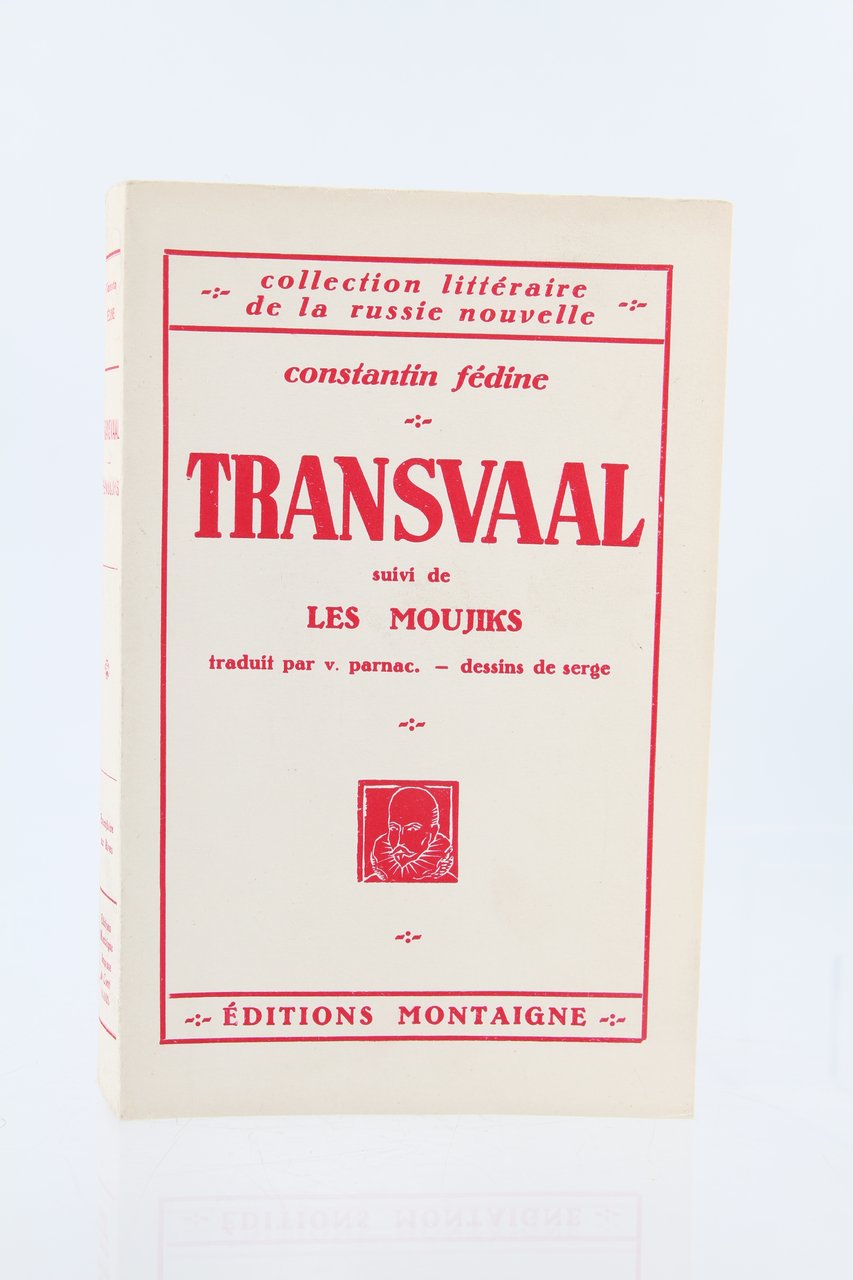 collection littéraire
de la russie nouvelle
constantin fédine
TRANSVAAL
suivi de
LES MOUJIKS
traduit par v. parnac. — dessins de serge
ÉDITIONS MONTAIGNE